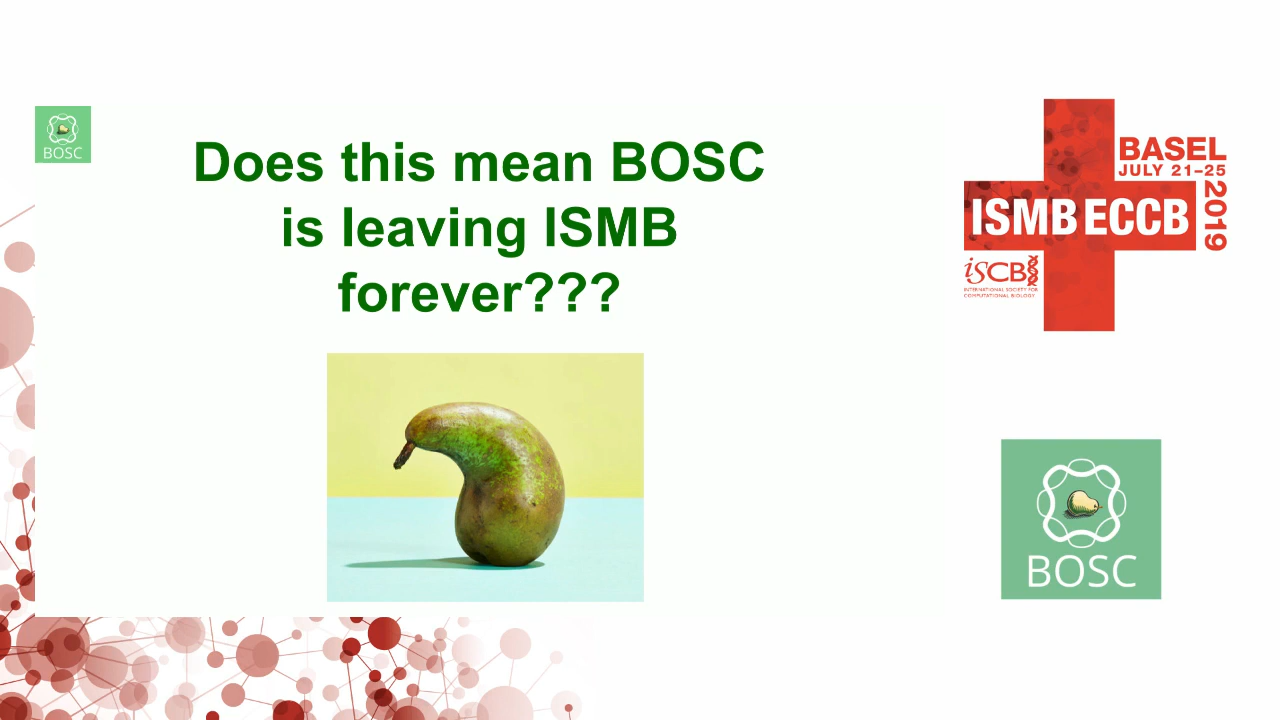 BOSC
Does this mean BOSC
is leaving ISMB
forever???
BASEL
JULY 21–25
2019
ISMB ECCB
iSCB
INTERNATIONAL SOCIETY FOR
COMPUTATIONAL BIOLOGY
BOSC